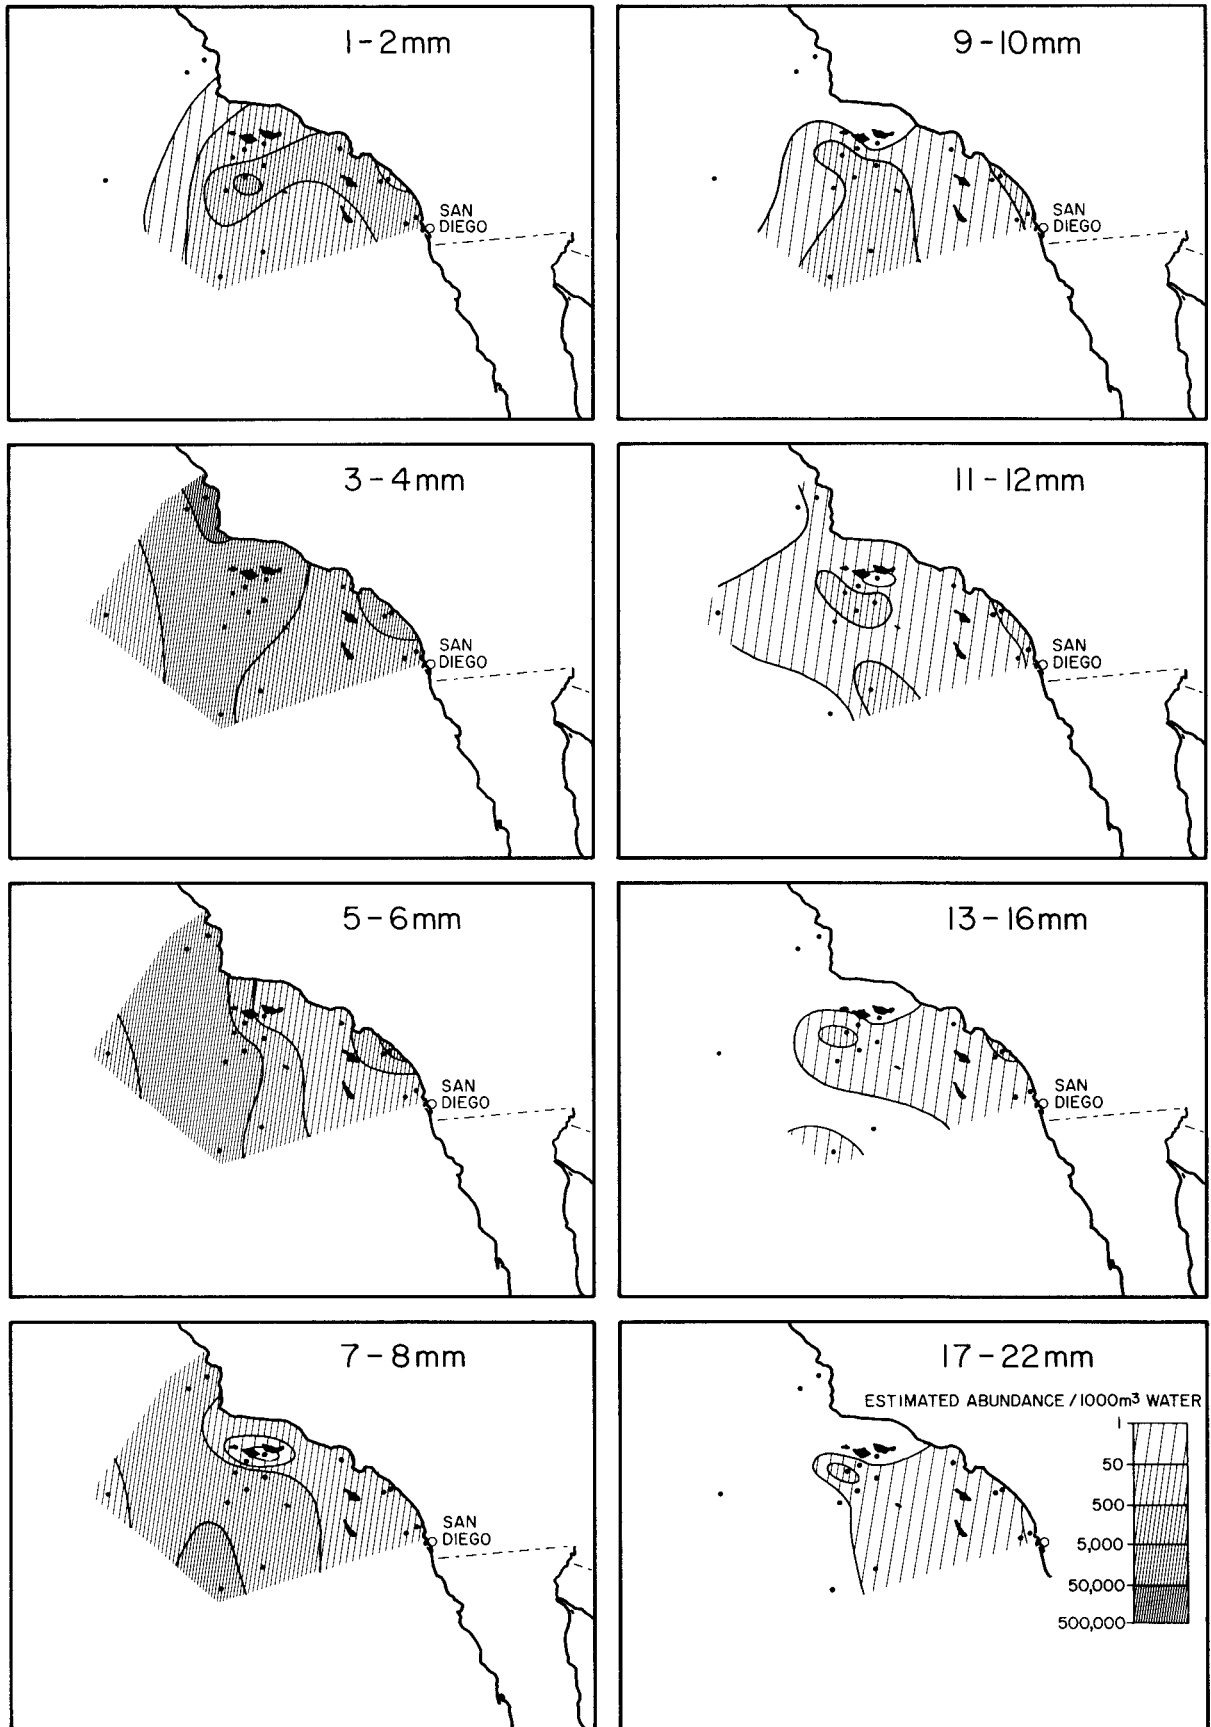 1-2mm
SAN
DIEGO
3-4mm
SAN
DIEGO
5-6mm
SAN
DIEGO
7-8mm
SAN
DIEGO
9-10mm
SAN
DIEGO
11-12mm
SAN
DIEGO
13-16mm
SAN
DIEGO
17-22mm
ESTIMATED ABUNDANCE/1000m³ WATER
1
50
500
5,000
50,000
500,000